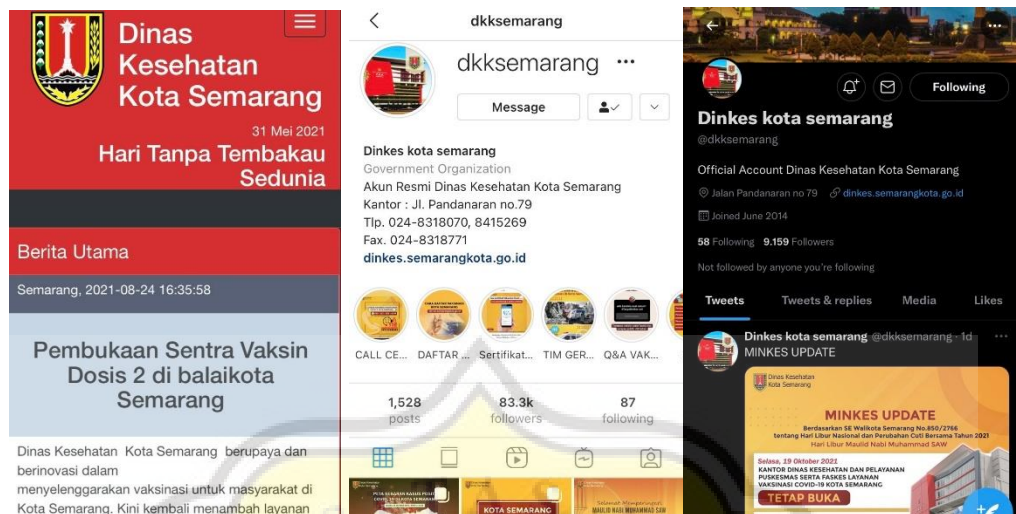 Dinas
Kesehatan
Kota Semarang
31 Mei 2021
Hari Tanpa Tembakau
Sedunia
Berita Utama
Semarang, 2021-08-24 16:35:58
Pembukaan Sentra Vaksin
Dosis 2 di balaikota
Semarang
Dinas Kesehatan Kota Semarang berupaya dan
berinovasi dalam
menyelenggarakan vaksinasi untuk masyarakat di
Kota Semarang. Kini kembali menambah layanan
dkksemarang
dkksemarang
Message
Dinkes kota semarang
Government Organization
Akun Resmi Dinas Kesehatan Kota Semarang
Kantor : Jl. Pandanaran no.79
Tlp. 024-8318070, 8415269
Fax. 024-8318771
dinkes.semarangkota.go.id
CALL CE... DAFTAR ... Sertifikat... TIM GER... Q&A VAK...
1,528 83.3k 87
posts followers following
KOTA SEMARANG
Following
Dinkes kota semarang
@dkksemarang
Official Account Dinas Kesehatan Kota Semarang
Jalan Pandanaran no 79 dinkes.semarangkota.go.id
Joined June 2014
58 Following 9.159 Followers
Not followed by anyone you're following
Tweets Tweets & replies Media Likes
Dinkes kota semarang @dkksemarang · 1d
MINKES UPDATE
Dinas Kesehatan
Kota Semarang
MINKES UPDATE
Berdasarkan SE Walikota Semarang No.850/2766
tentang Hari Libur Nasional dan Perubahan Cuti Bersama Tahun 2021
Hari Libur Maulid Nabi Muhammad SAW
Selasa, 19 Oktober 2021
KANTOR DINAS KESEHATAN DAN PELAYANAN
PUSKESMAS SERTA FASKES LAYANAN
VAKSINASI COVID-19 KOTA SEMARANG
TETAP BUKA